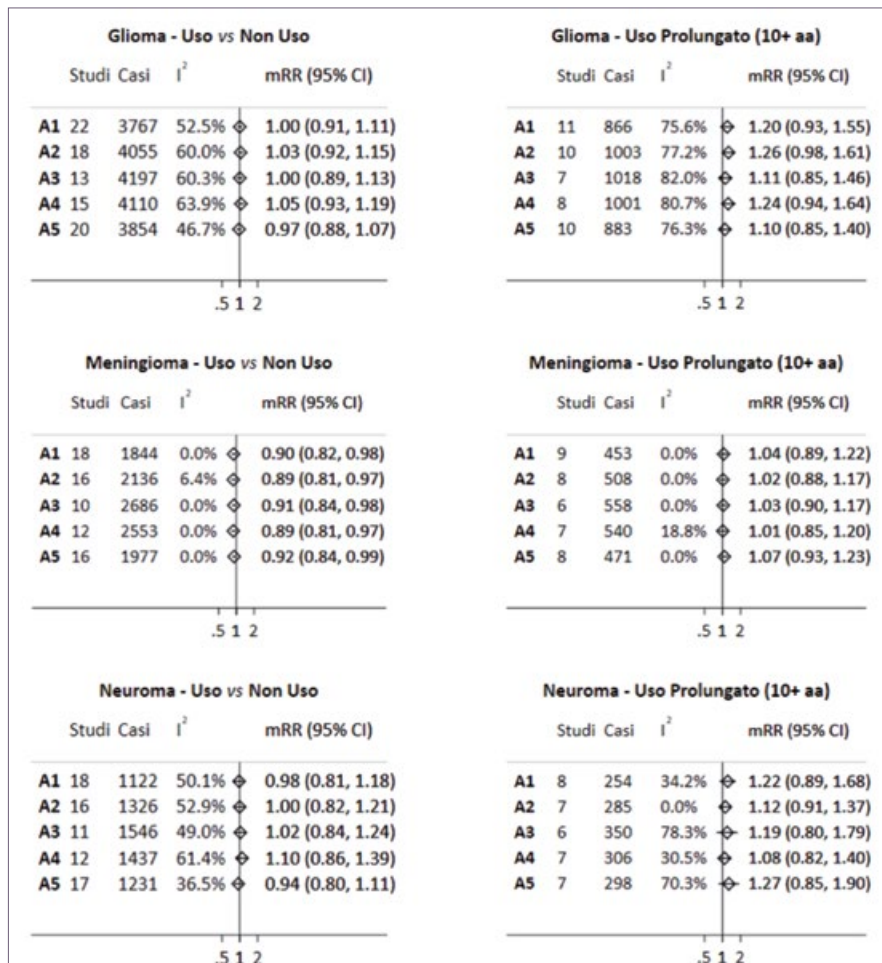 Glioma - Uso vs Non Uso
Studi Casi I² mRR (95% CI)
A1 22 3767 52.5% 1.00 (0.91, 1.11)
A2 18 4055 60.0% 1.03 (0.92, 1.15)
A3 13 4197 60.3% 1.00 (0.89, 1.13)
A4 15 4110 63.9% 1.05 (0.93, 1.19)
A5 20 3854 46.7% 0.97 (0.88, 1.07)
.5 1 2
Glioma - Uso Prolungato (10+ aa)
Studi Casi I² mRR (95% CI)
A1 11 866 75.6% 1.20 (0.93, 1.55)
A2 10 1003 77.2% 1.26 (0.98, 1.61)
A3 7 1018 82.0% 1.11 (0.85, 1.46)
A4 8 1001 80.7% 1.24 (0.94, 1.64)
A5 10 883 76.3% 1.10 (0.85, 1.40)
.5 1 2
Meningioma - Uso vs Non Uso
Studi Casi I² mRR (95% CI)
A1 18 1844 0.0% 0.90 (0.82, 0.98)
A2 16 2136 6.4% 0.89 (0.81, 0.97)
A3 10 2686 0.0% 0.91 (0.84, 0.98)
A4 12 2553 0.0% 0.89 (0.81, 0.97)
A5 16 1977 0.0% 0.92 (0.84, 0.99)
.5 1 2
Meningioma - Uso Prolungato (10+ aa)
Studi Casi I² mRR (95% CI)
A1 9 453 0.0% 1.04 (0.89, 1.22)
A2 8 508 0.0% 1.02 (0.88, 1.17)
A3 6 558 0.0% 1.03 (0.90, 1.17)
A4 7 540 18.8% 1.01 (0.85, 1.20)
A5 8 471 0.0% 1.07 (0.93, 1.23)
.5 1 2
Neuroma - Uso vs Non Uso
Studi Casi I² mRR (95% CI)
A1 18 1122 50.1% 0.98 (0.81, 1.18)
A2 16 1326 52.9% 1.00 (0.82, 1.21)
A3 11 1546 49.0% 1.02 (0.84, 1.24)
A4 12 1437 61.4% 1.10 (0.86, 1.39)
A5 17 1231 36.5% 0.94 (0.80, 1.11)
.5 1 2
Neuroma - Uso Prolungato (10+ aa)
Studi Casi I² mRR (95% CI)
A1 8 254 34.2% 1.22 (0.89, 1.68)
A2 7 285 0.0% 1.12 (0.91, 1.37)
A3 6 350 78.3% 1.19 (0.80, 1.79)
A4 7 306 30.5% 1.08 (0.82, 1.40)
A5 7 298 70.3% 1.27 (0.85, 1.90)
.5 1 2